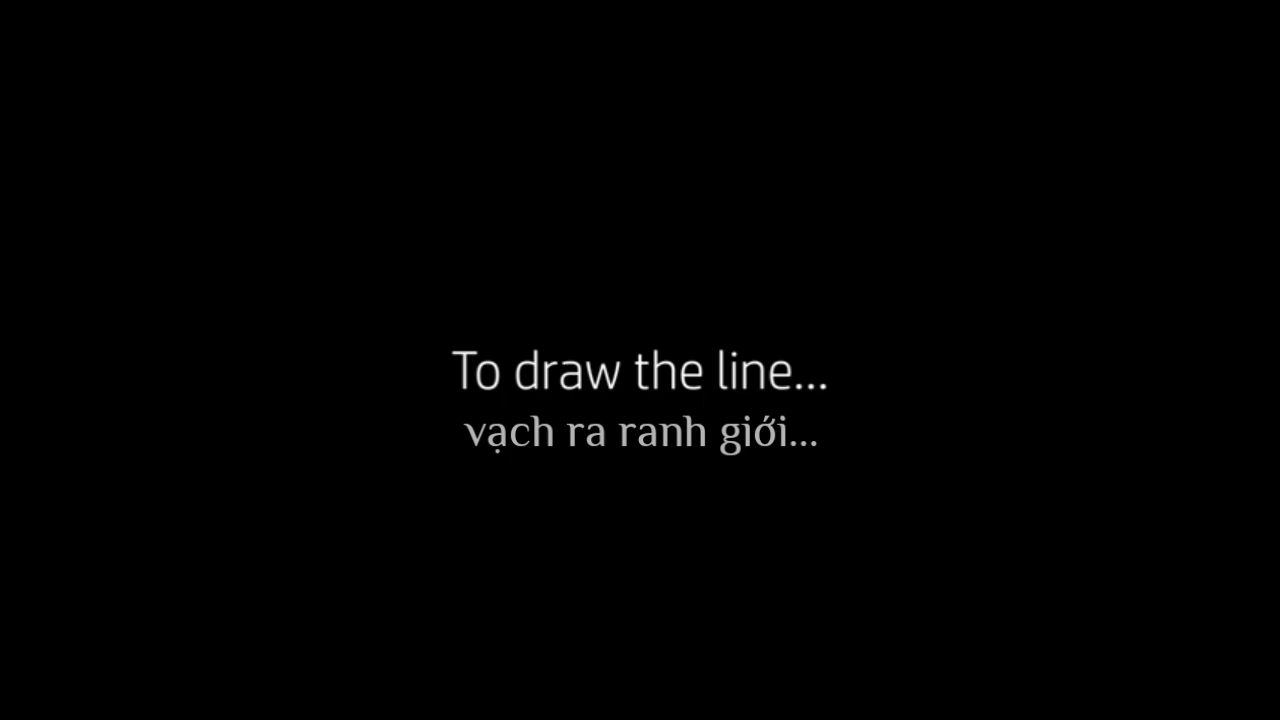 To draw the line...
vạch ra ranh giới...